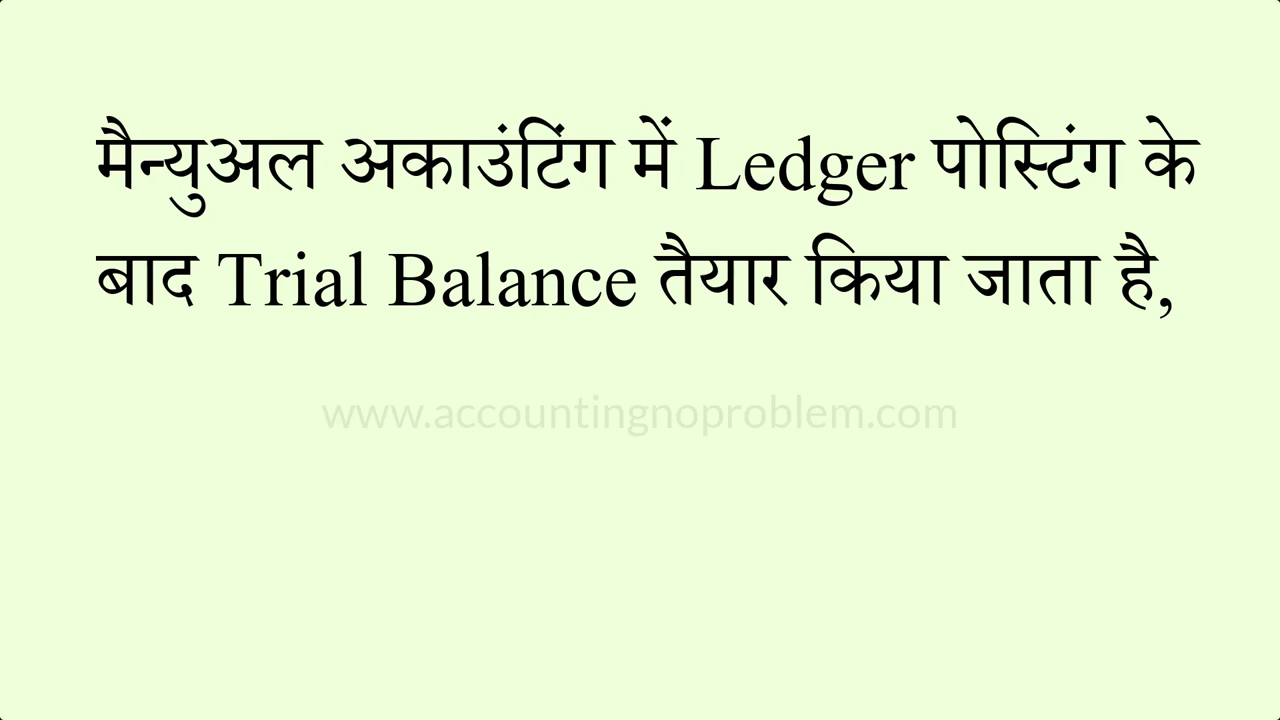 मैन्युअल अकाउंटिंग में Ledger पोस्टिंग के
बाद Trial Balance तैयार किया जाता है,
www.accountingnoproblem.com